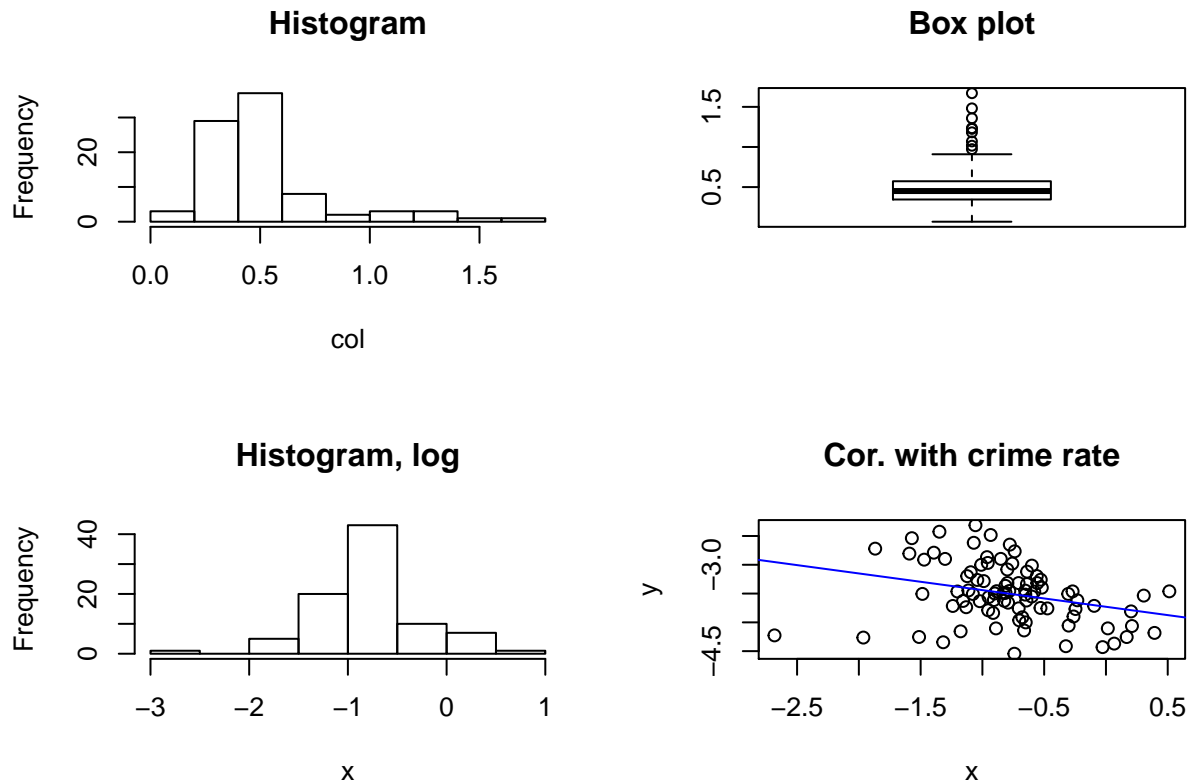 Histogram
Frequency
0
20
0.0 0.5 1.0 1.5
col
Box plot
0.5
1.5
Histogram, log
Frequency
0
20
40
−3 −2 −1 0 1
x
Cor. with crime rate
y
−4.5
−3.0
−2.5 −1.5 −0.5 0.5
x